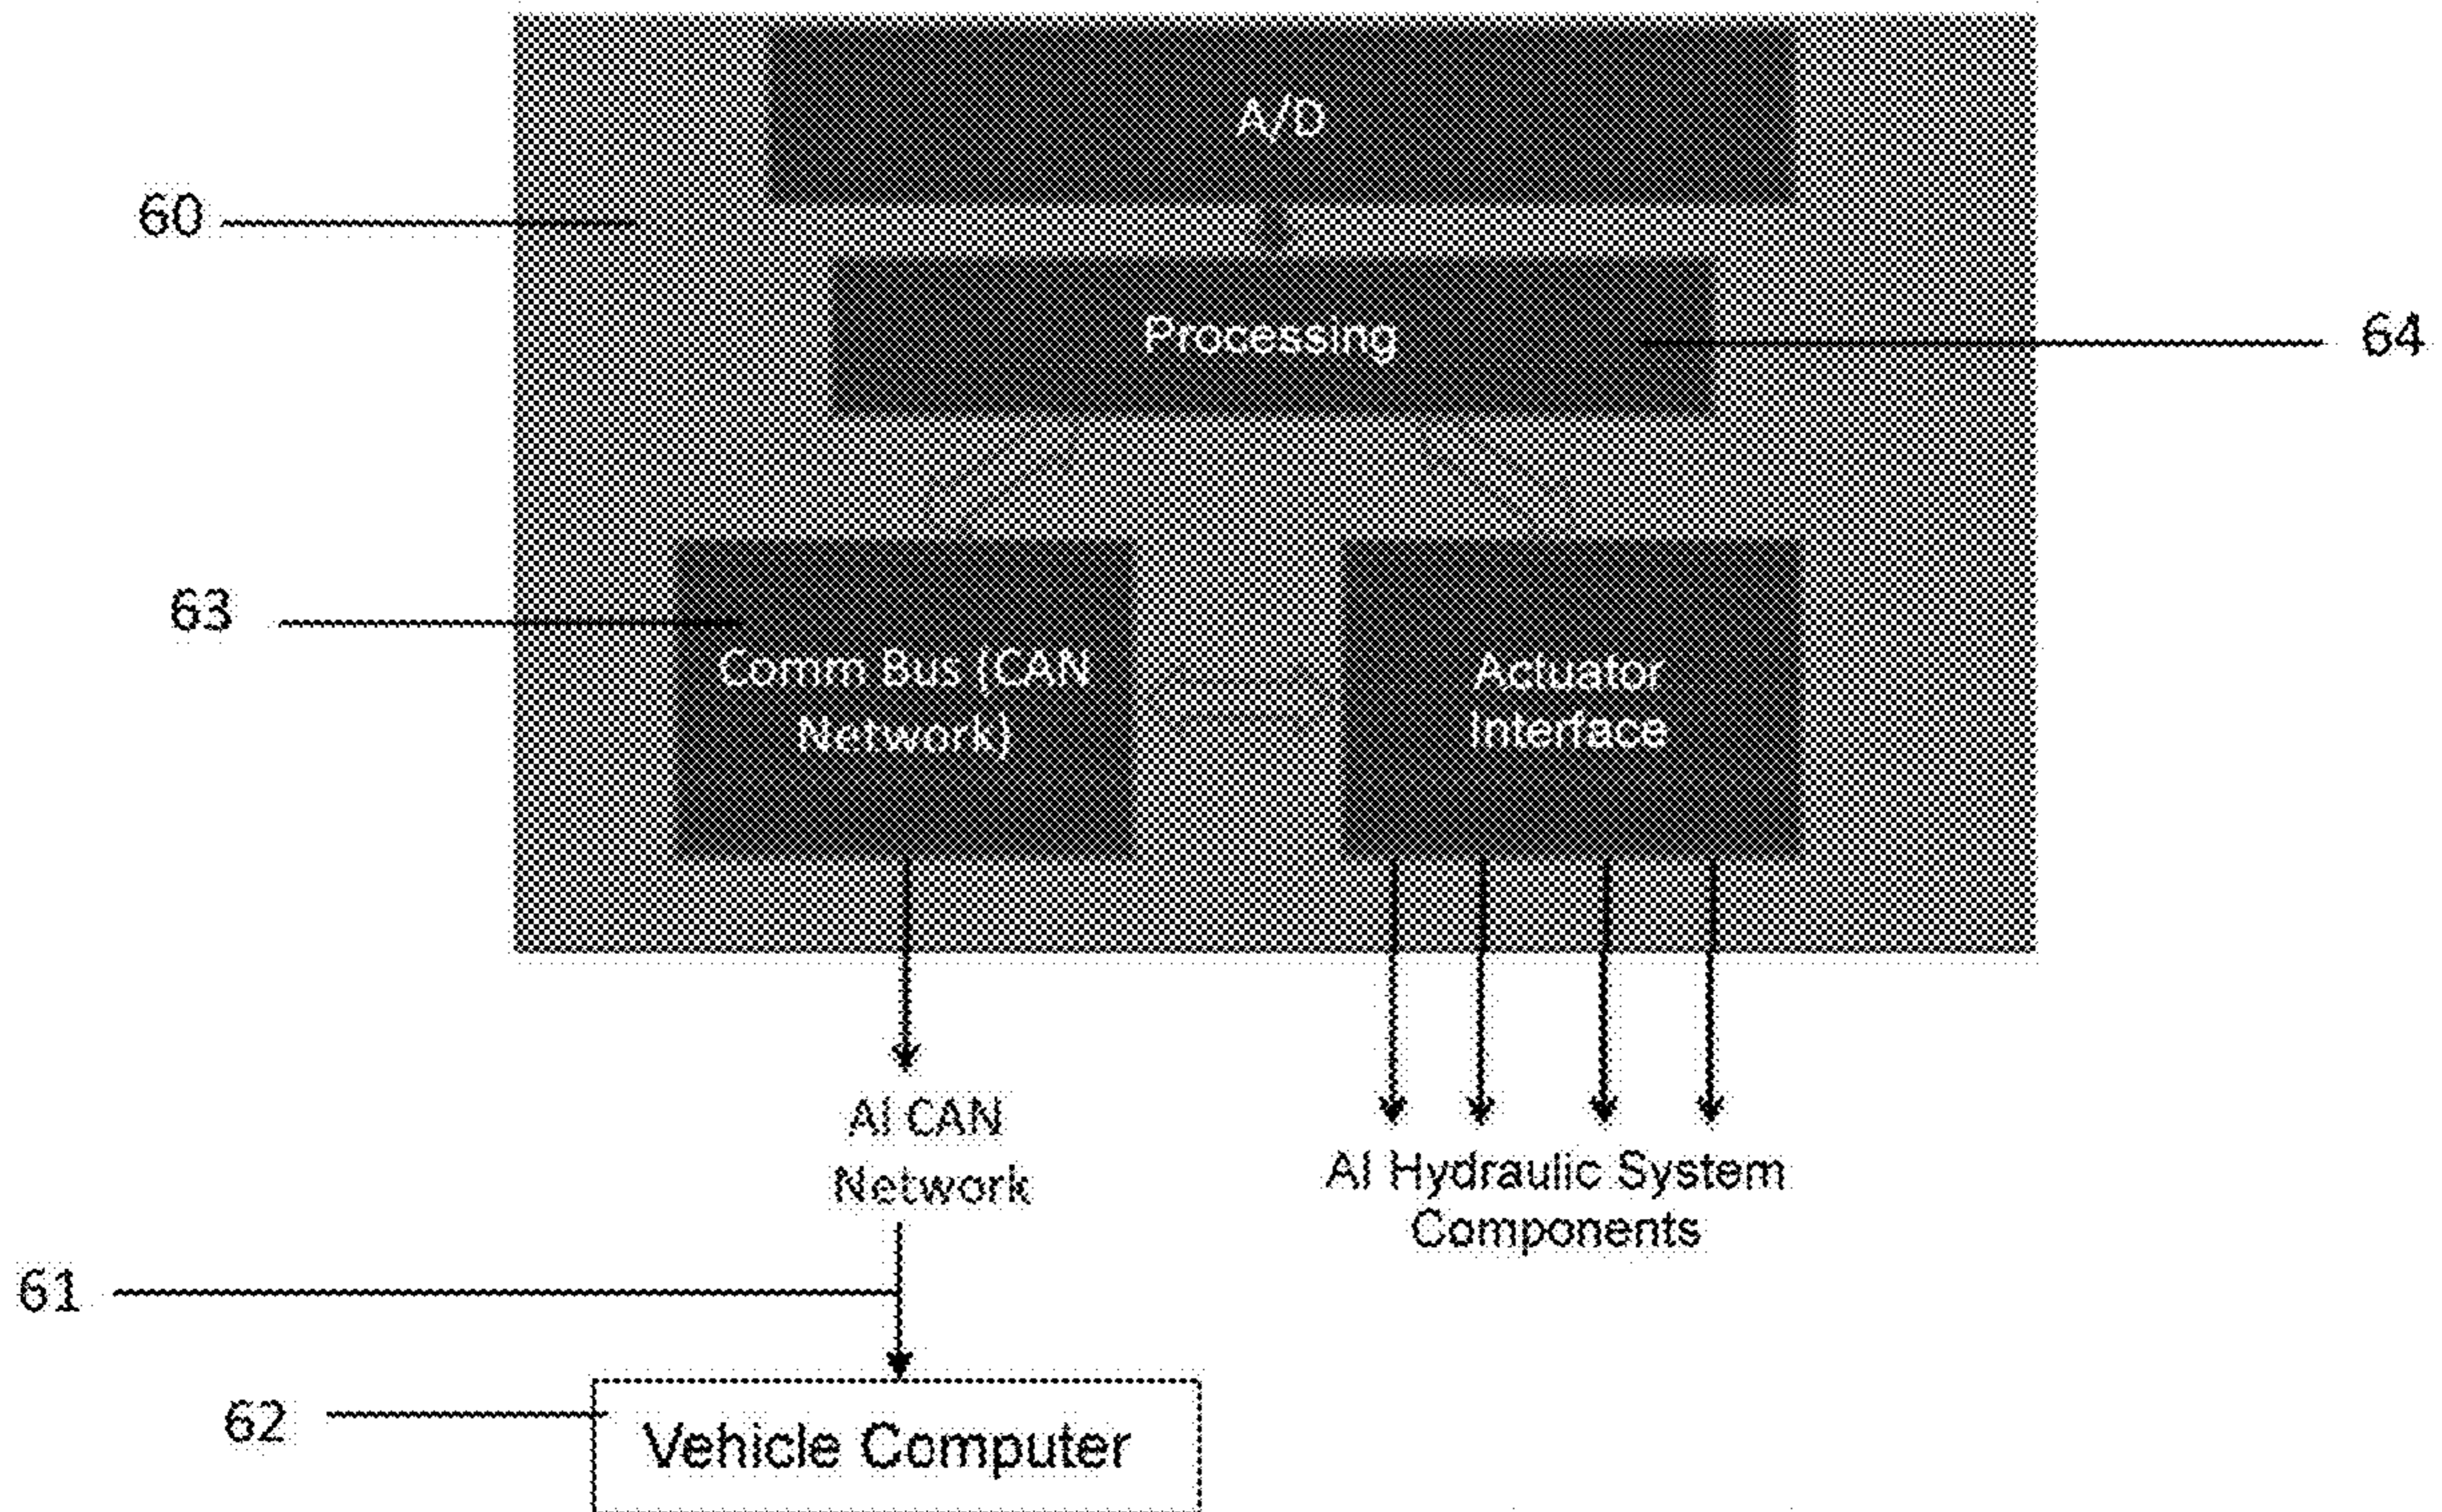 A/D
60
Processing
64
63
Comm Bus (CAN
Network)
Actuator
Interface
AI CAN
Network
AI Hydraulic System
Components
61
62
Vehicle Computer